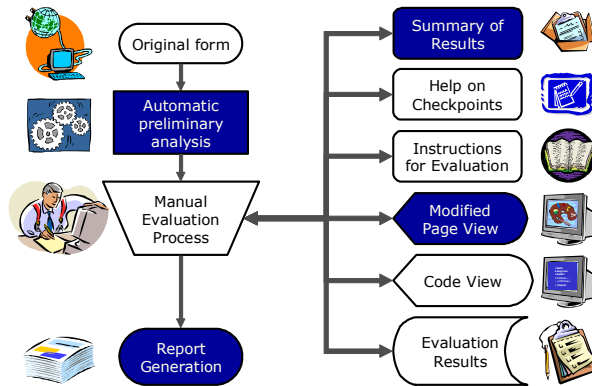 Original form
Automatic
preliminary
analysis
Manual
Evaluation
Process
Report
Generation
Summary of
Results
Help on
Checkpoints
Instructions
for Evaluation
Modified
Page View
Code View
Evaluation
Results